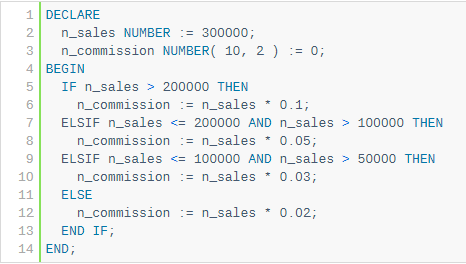 1 DECLARE
2   n_sales NUMBER := 300000;
3   n_commission NUMBER( 10, 2 ) := 0;
4 BEGIN
5   IF n_sales > 200000 THEN
6     n_commission := n_sales * 0.1;
7   ELSIF n_sales <= 200000 AND n_sales > 100000 THEN
8     n_commission := n_sales * 0.05;
9   ELSIF n_sales <= 100000 AND n_sales > 50000 THEN
10     n_commission := n_sales * 0.03;
11   ELSE
12     n_commission := n_sales * 0.02;
13   END IF;
14 END;